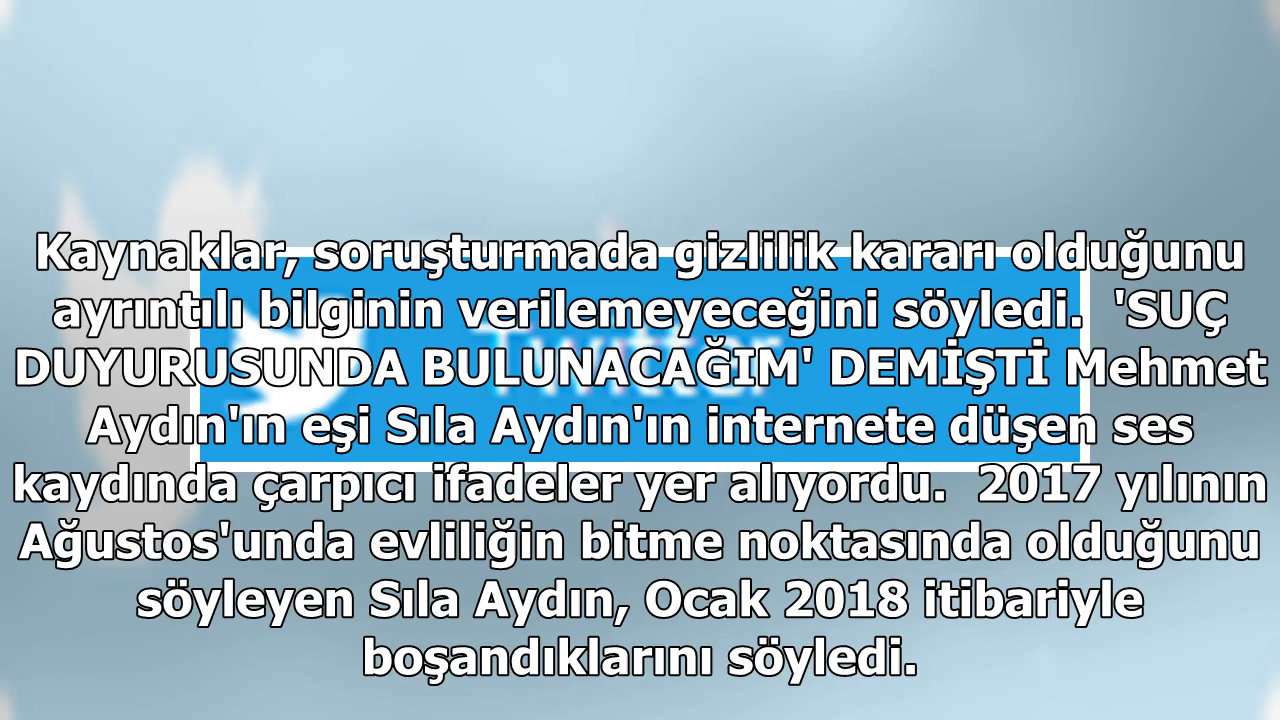 Kaynaklar, soruşturmada gizlilik kararı olduğunu
ayrıntılı bilginin verilemeyeceğini söyledi.  'SUÇ
DUYURUSUNDA BULUNACAĞIM' DEMİŞTİ Mehmet
Aydın'ın eşi Sıla Aydın'ın internete düşen ses
kaydında çarpıcı ifadeler yer alıyordu.  2017 yılının
Ağustos'unda evliliğin bitme noktasında olduğunu
söyleyen Sıla Aydın, Ocak 2018 itibariyle
boşandıklarını söyledi.
Twitter